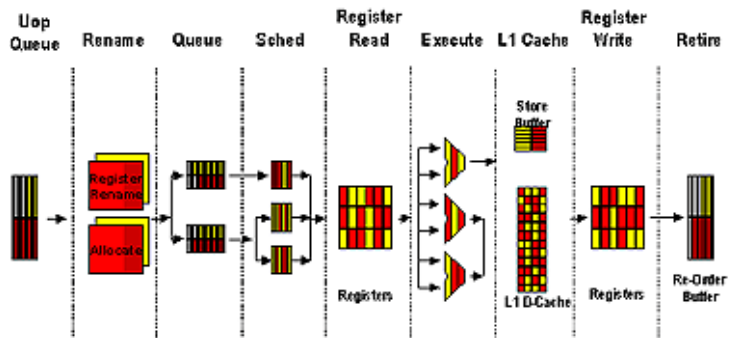 Uop
Queue
Rename
Queue
Sched
Register
Read
Execute
L1 Cache
Register
Write
Retire
Store
Buffer
Register
Rename
Allocate
Registers
L1 D-Cache
Registers
Re-Order
Buffer